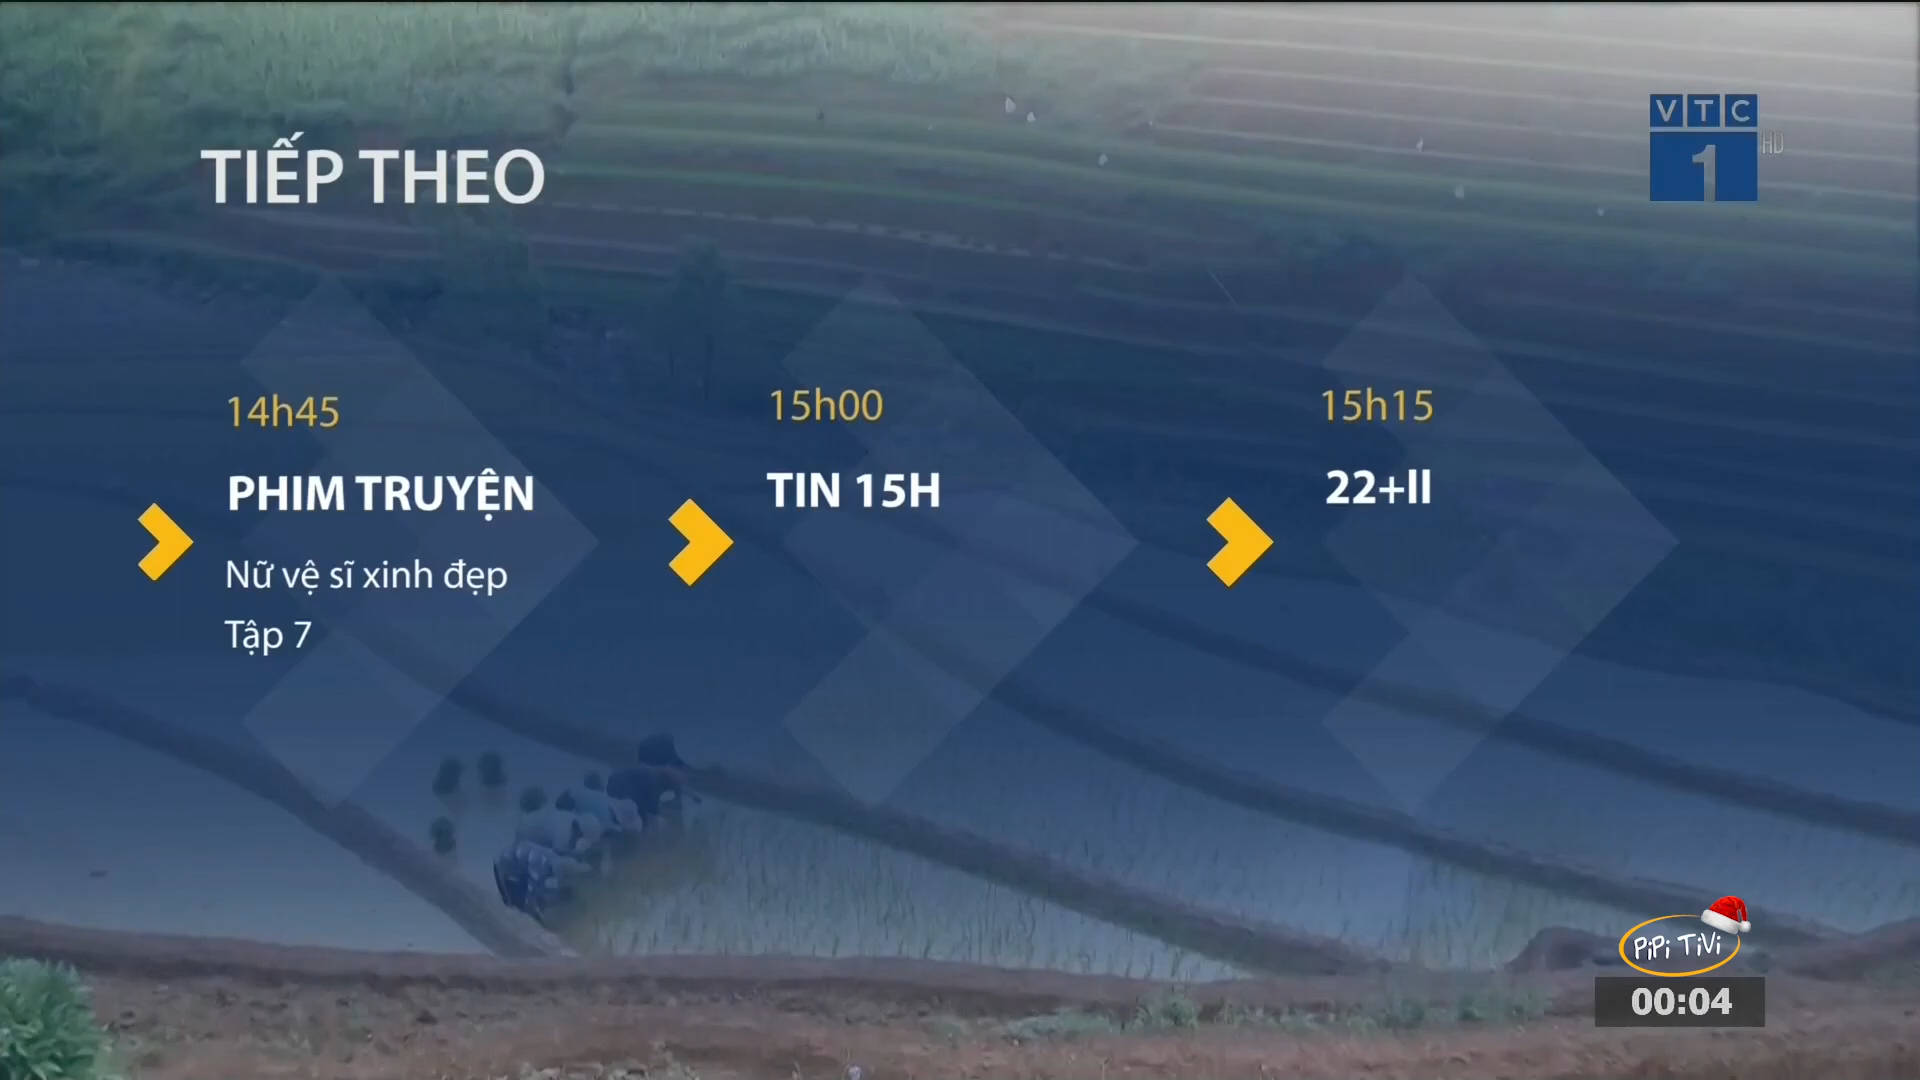 VTC
1 HD
TIẾP THEO
14h45
PHIM TRUYỆN
Nữ vệ sĩ xinh đẹp
Tập 7
15h00
TIN 15H
15h15
22+ll
PiPi TiVi
00:04